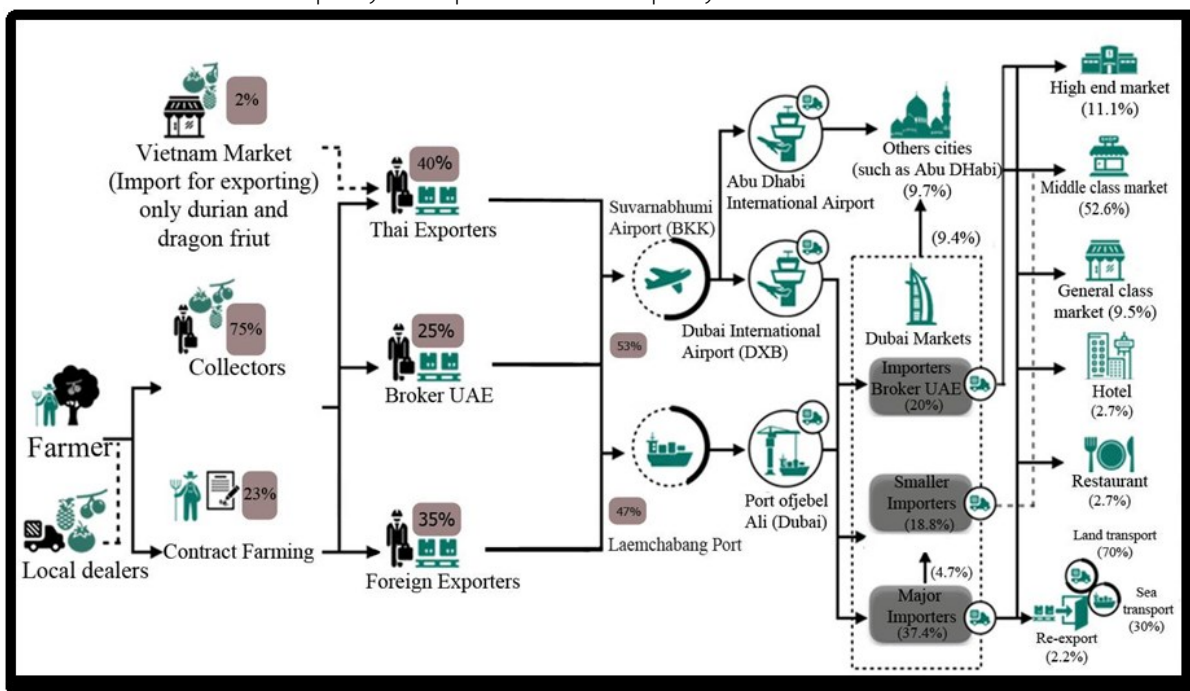 2%
Vietnam Market
(Import for exporting)
only durian and
dragon friut
75%
Collectors
Farmer
Local dealers
23%
Contract Farming
40%
Thai Exporters
25%
Broker UAE
35%
Foreign Exporters
Suvarnabhumi
Airport (BKK)
53%
47%
Laemchabang Port
Abu Dhabi
International Airport
Dubai International
Airport (DXB)
Port ofjebel
Ali (Dubai)
Others cities
(such as Abu DHabi)
(9.7%)
(9.4%)
Dubai Markets
Importers
Broker UAE
(20%)
Smaller
Importers
(18.8%)
(4.7%)
Major
Importers
(37.4%)
High end market
(11.1%)
Middle class market
(52.6%)
General class
market (9.5%)
Hotel
(2.7%)
Restaurant
(2.7%)
Land transport
(70%)
Sea
transport
(30%)
Re-export
(2.2%)